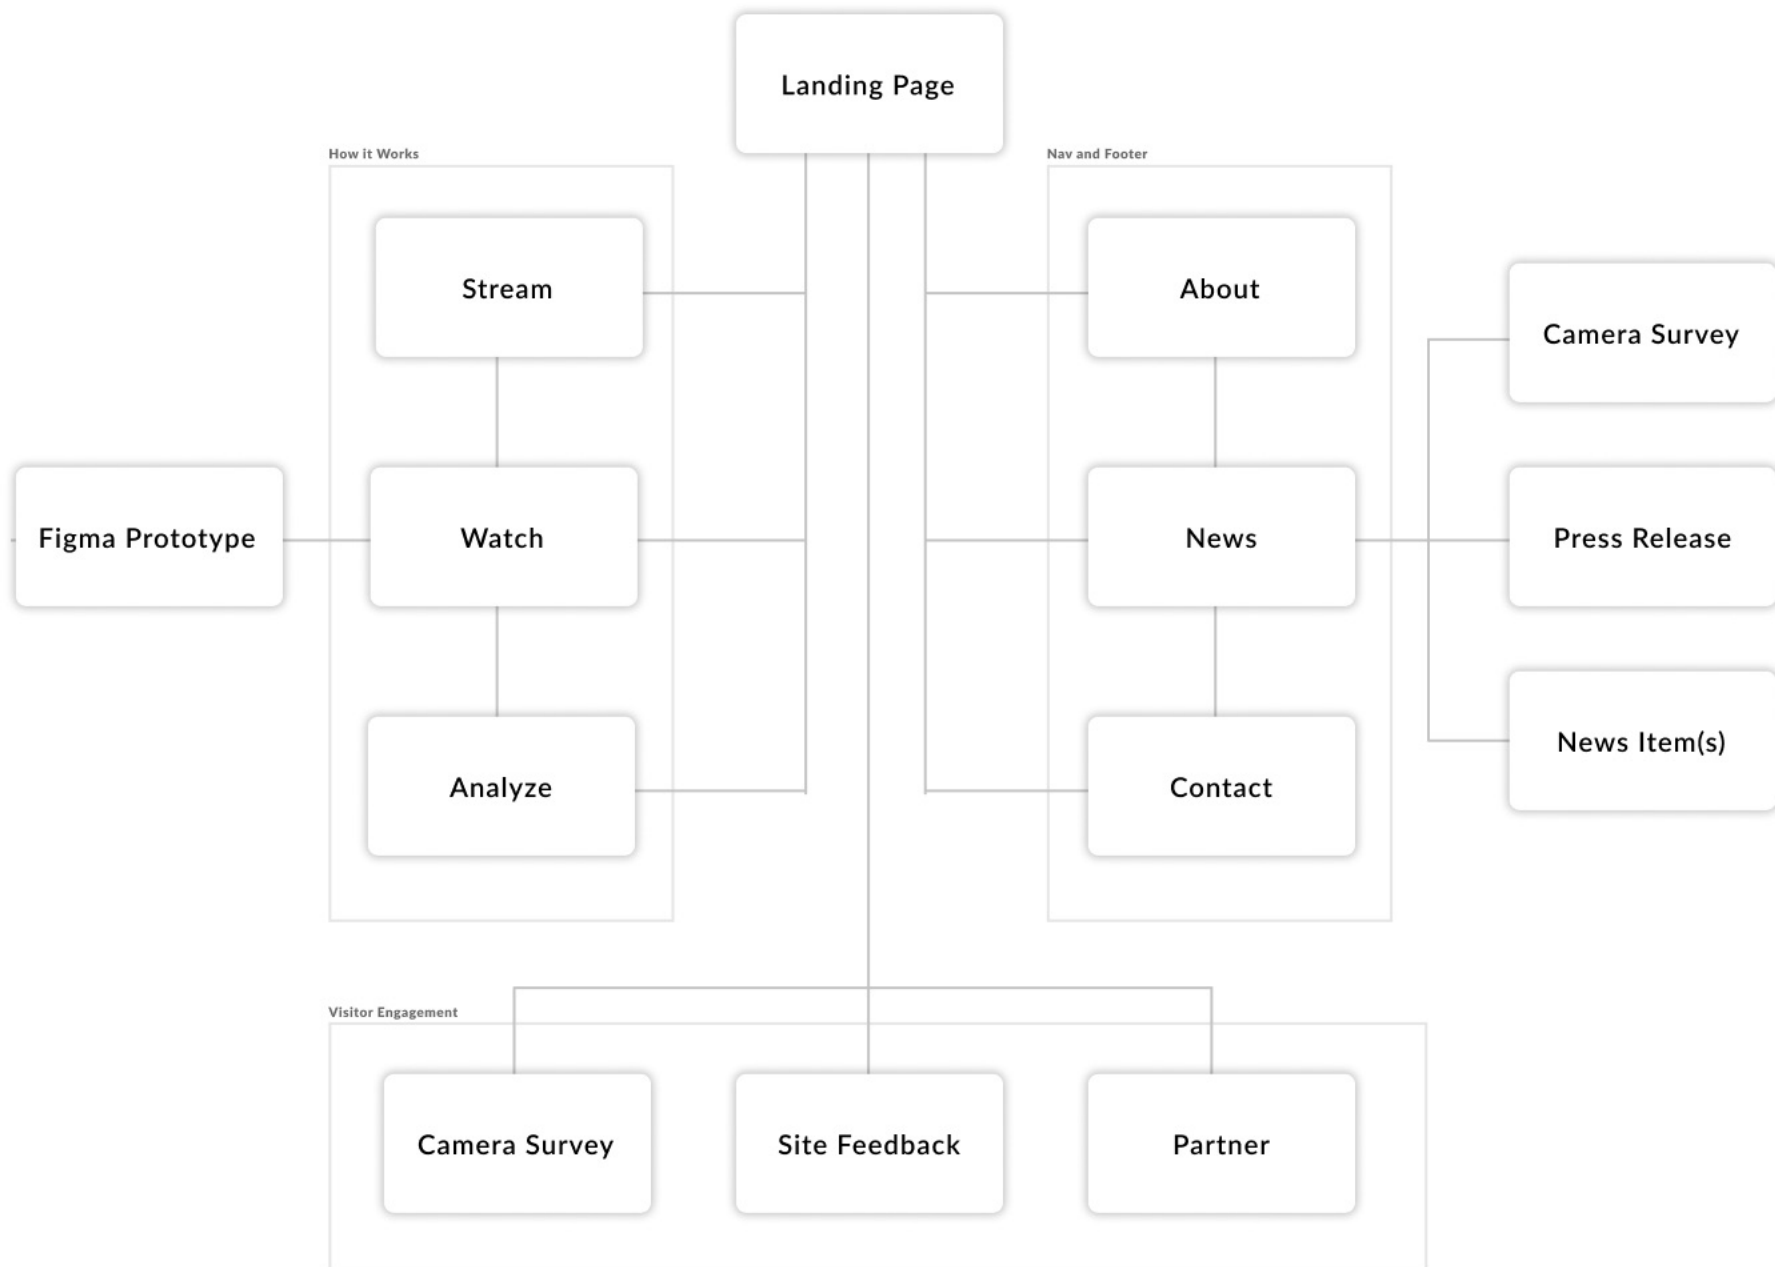 Landing Page
How it Works
Nav and Footer
Stream
About
Camera Survey
Figma Prototype
Watch
News
Press Release
News Item(s)
Analyze
Contact
Visitor Engagement
Camera Survey
Site Feedback
Partner